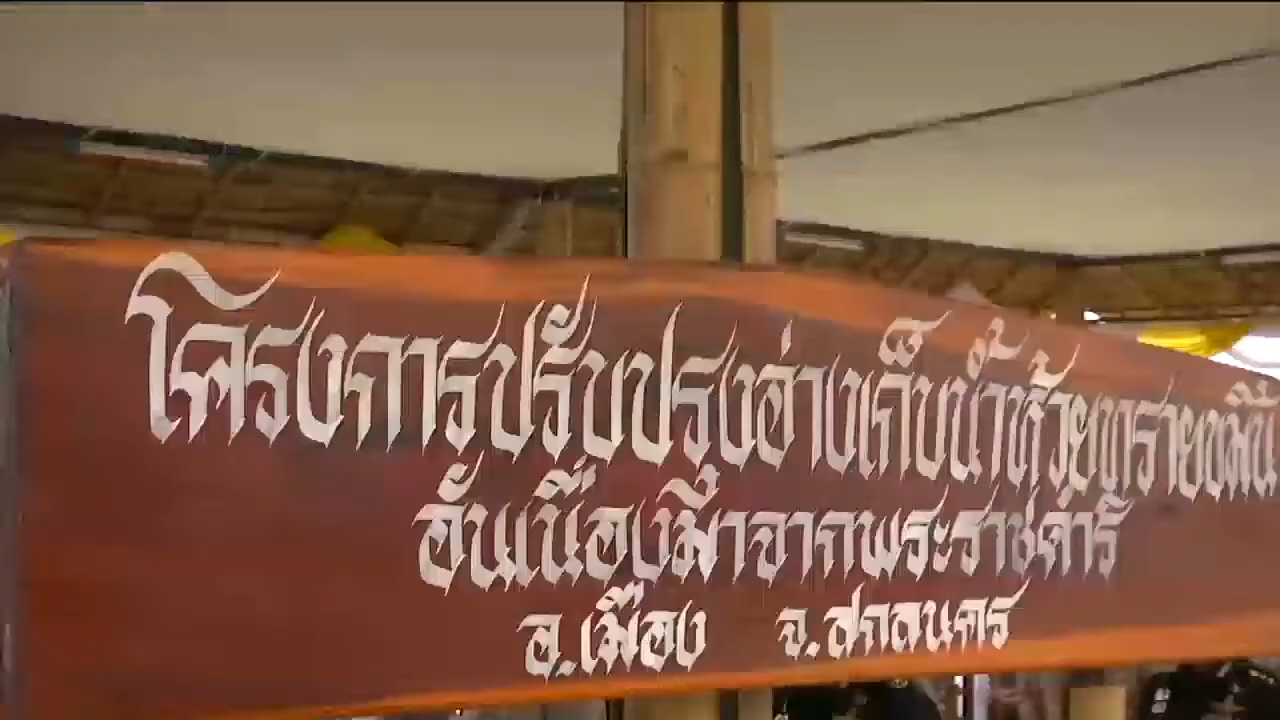 โครงการปรับปรุงอ่างเก็บน้ำห้วยทรายขมิ้น
อันเนื่องมาจากพระราชดำริ
อ.เมือง จ.สกลนคร